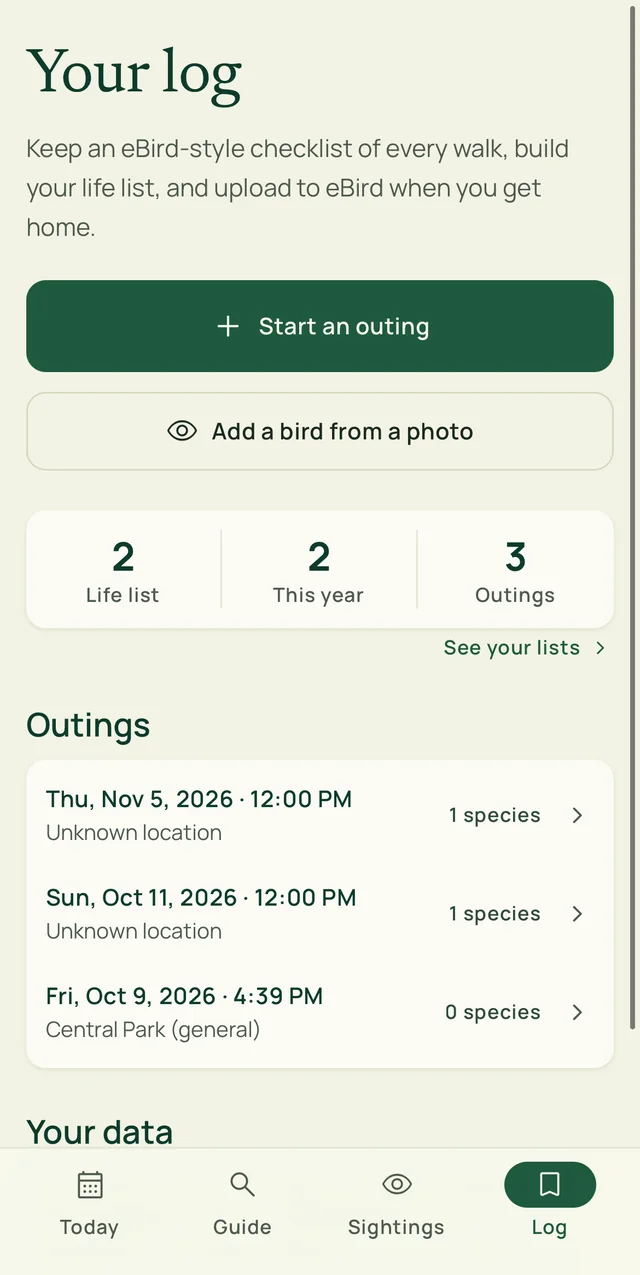 Your log
Keep an eBird-style checklist of every walk, build
your life list, and upload to eBird when you get
home.
Start an outing
Add a bird from a photo
2
Life list
2
This year
3
Outings
See your lists
Outings
Thu, Nov 5, 2026 · 12:00 PM
Unknown location
1 species
Sun, Oct 11, 2026 · 12:00 PM
Unknown location
1 species
Fri, Oct 9, 2026 · 4:39 PM
Central Park (general)
0 species
Your data
Today
Guide
Sightings
Log